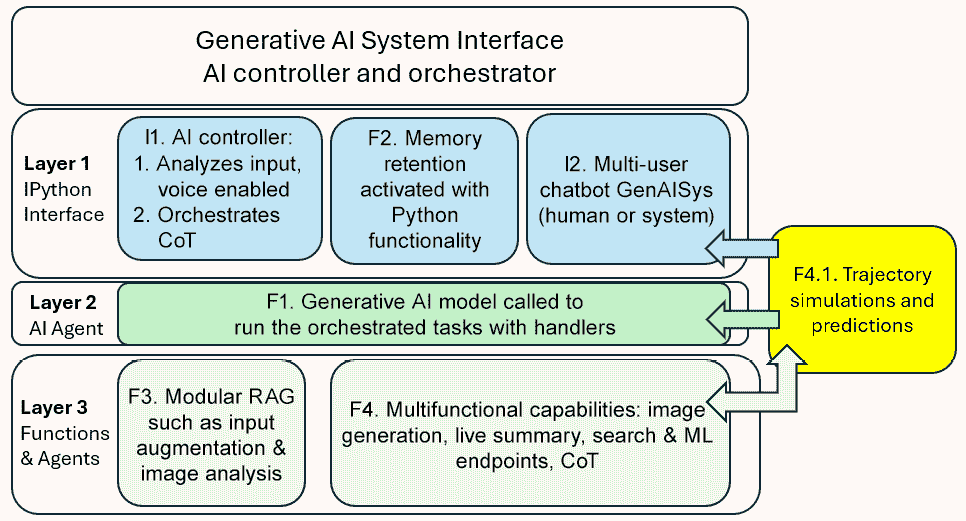 Generative AI System Interface
AI controller and orchestrator
Layer 1
IPython
Interface
I1. AI controller:
1. Analyzes input,
voice enabled
2. Orchestrates
CoT
F2. Memory
retention
activated with
Python
functionality
I2. Multi-user
chatbot GenAISys
(human or system)
F4.1. Trajectory
simulations and
predictions
Layer 2
AI Agent
F1. Generative AI model called to
run the orchestrated tasks with handlers
Layer 3
Functions
& Agents
F3. Modular RAG
such as input
augmentation &
image analysis
F4. Multifunctional capabilities: image
generation, live summary, search & ML
endpoints, CoT